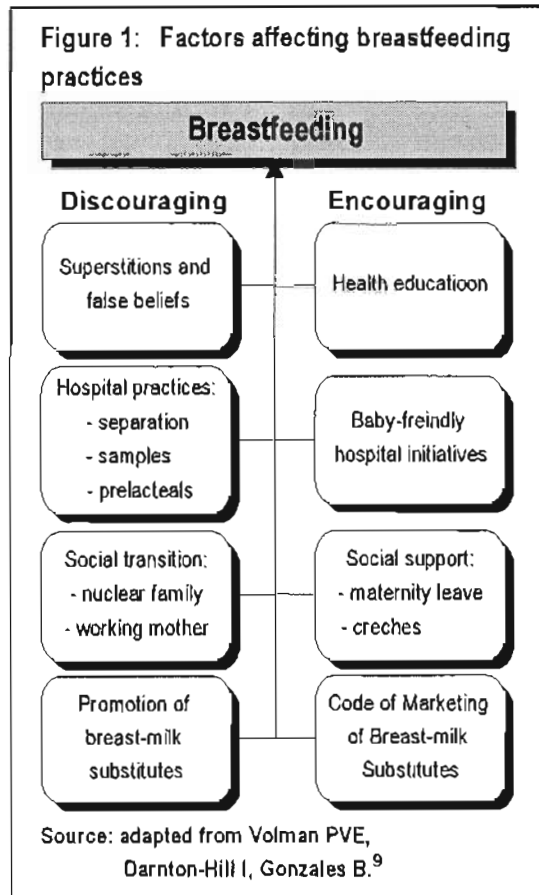 Figure 1: Factors affecting breastfeeding
practices
Breastfeeding
Discouraging
Encouraging
Superstitions and
false beliefs
Health educatioon
Hospital practices:
- separation
- samples
- prelacteals
Baby-freindly
hospital initiatives
Social transition:
- nuclear family
- working mother
Social support:
- maternity leave
- creches
Promotion of
breast-milk
substitutes
Code of Marketing
of Breast-milk
Substitutes
Source: adapted from Volman PVE,
Darnton-Hill I, Gonzales B.⁹